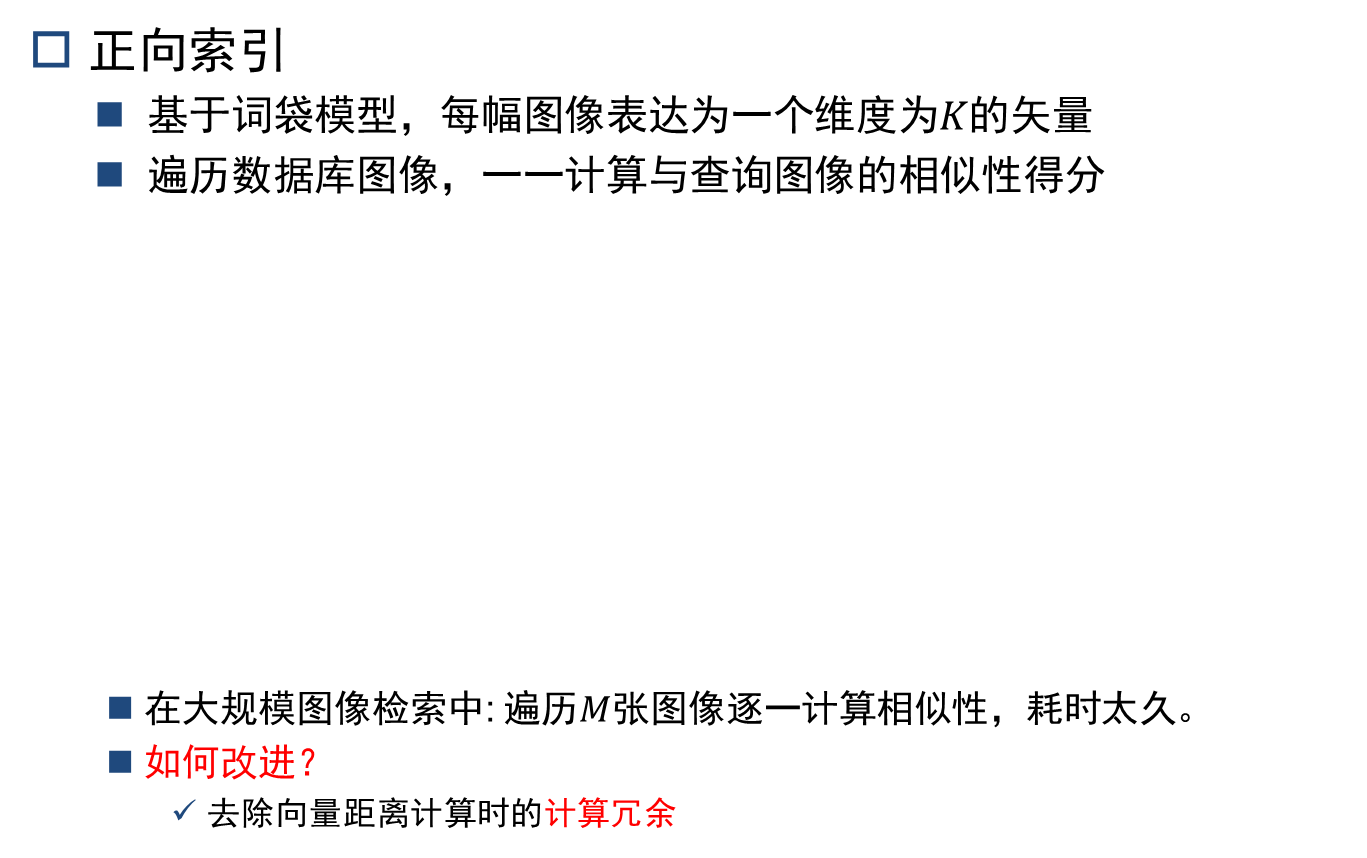 正向索引
基于词袋模型，每幅图像表达为一个维度为K的矢量
遍历数据库图像，一一计算与查询图像的相似性得分
在大规模图像检索中: 遍历M张图像逐一计算相似性，耗时太久。
如何改进？
✓ 去除向量距离计算时的计算冗余